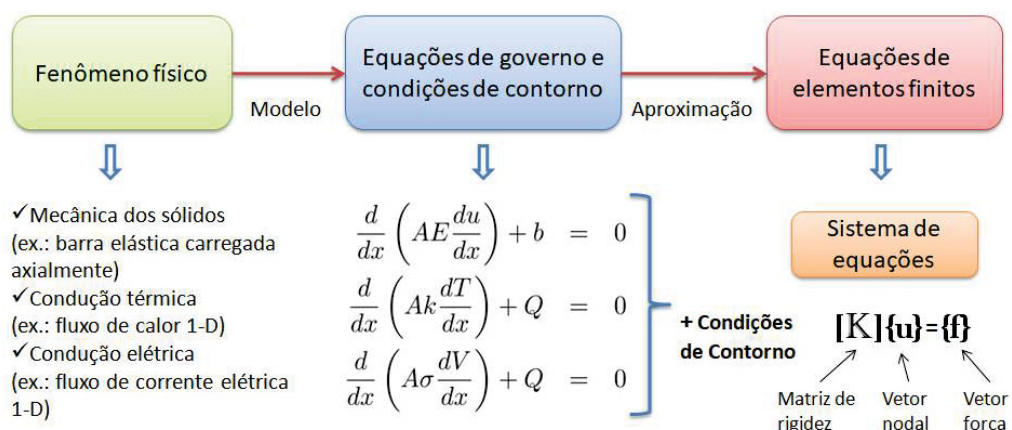 Fenômeno físico
Modelo
Equações de governo e
condições de contorno
Aproximação
Equações de
elementos finitos
✓Mecânica dos sólidos
(ex.: barra elástica carregada
axialmente)
✓Condução térmica
(ex.: fluxo de calor 1-D)
✓Condução elétrica
(ex.: fluxo de corrente elétrica
1-D)
d/dx (AE du/dx) + b = 0
d/dx (Ak dT/dx) + Q = 0
d/dx (Aσ dV/dx) + Q = 0
+ Condições
de Contorno
Sistema de
equações
[K]{u}={f}
Matriz de
rigidez
Vetor
nodal
Vetor
força